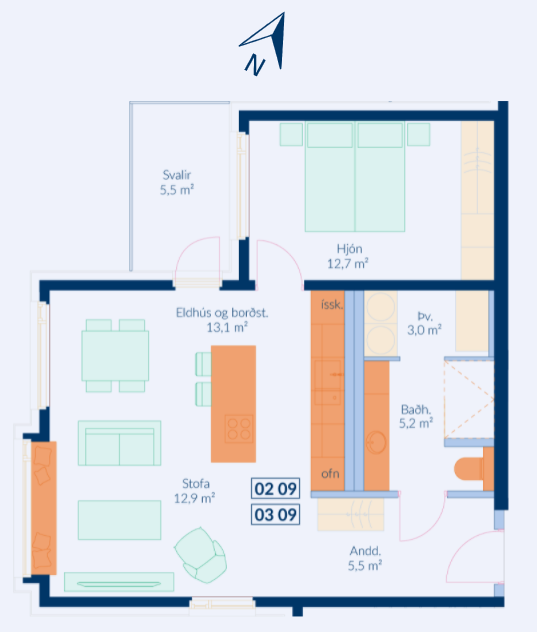 N
Svalir
5,5 m²
Hjón
12,7 m²
Eldhús og borðst.
13,1 m²
íssk.
Þv.
3,0 m²
Baðh.
5,2 m²
ofn
Stofa
12,9 m²
02 09
03 09
Andd.
5,5 m²